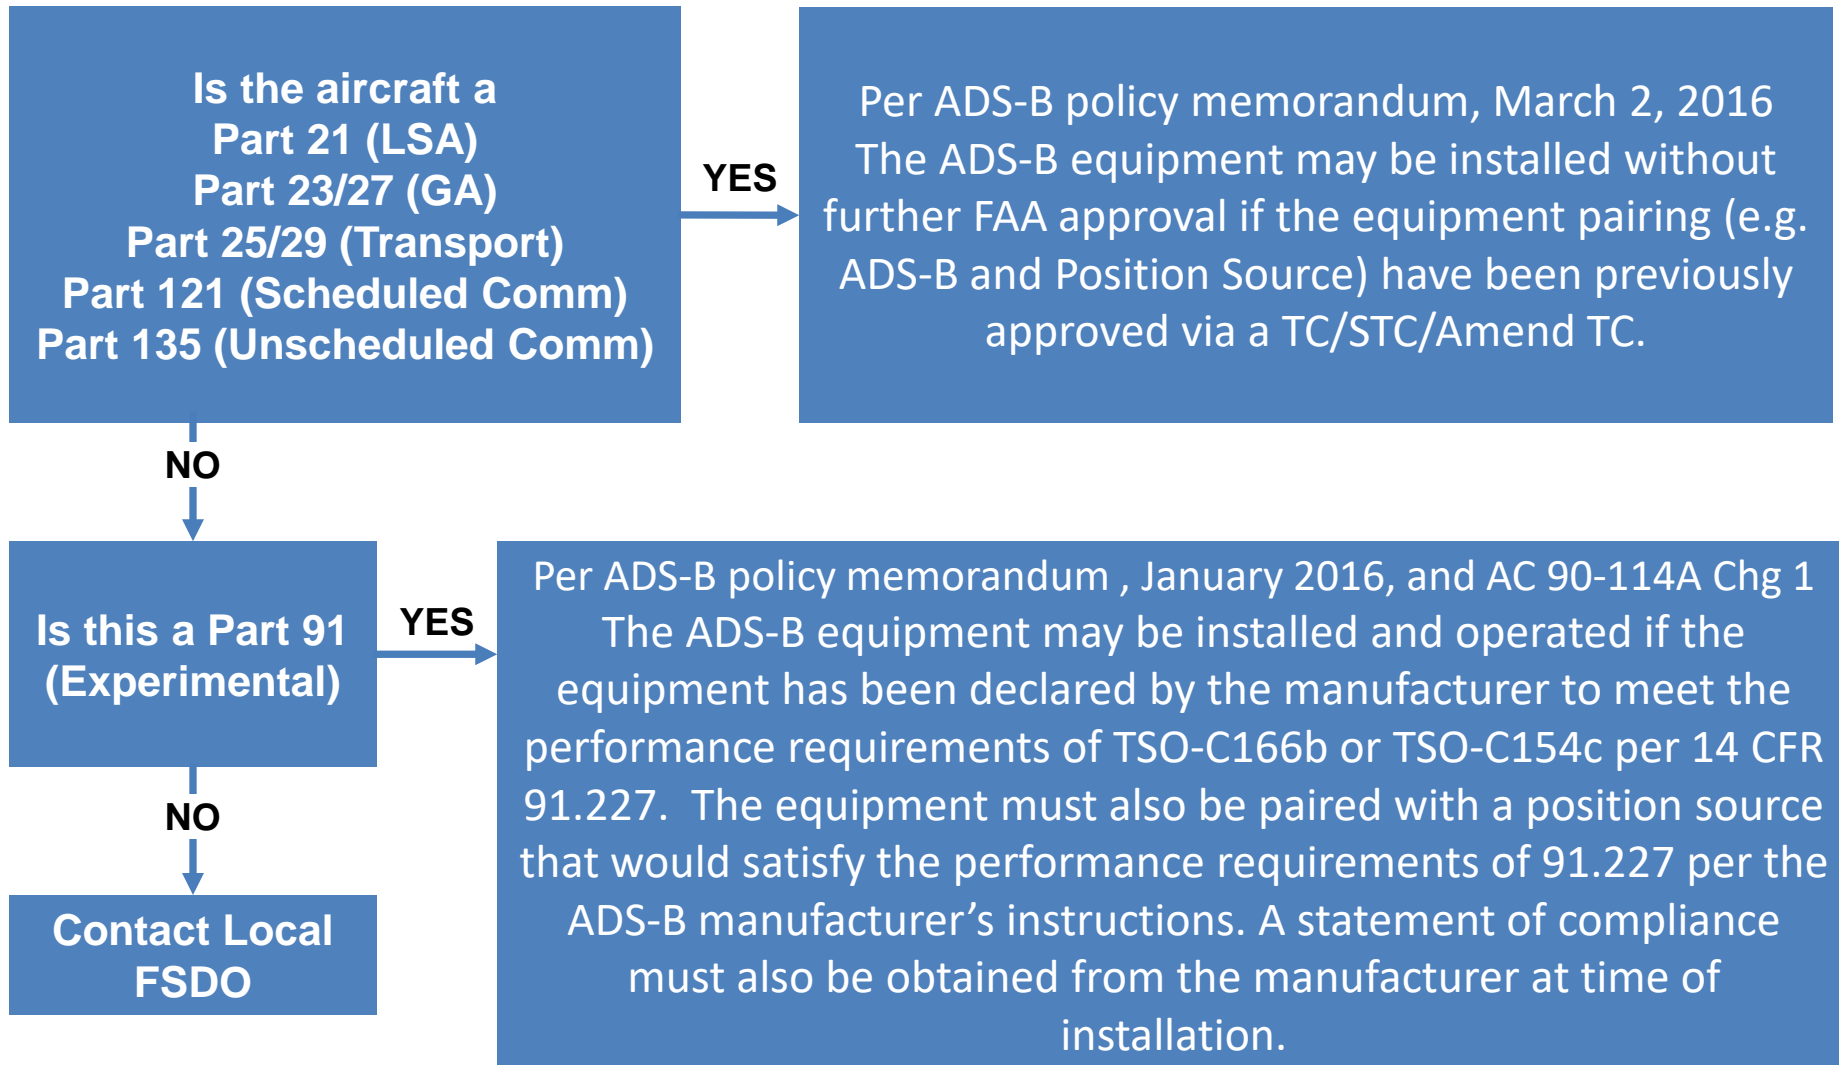 Is the aircraft a
Part 21 (LSA)
Part 23/27 (GA)
Part 25/29 (Transport)
Part 121 (Scheduled Comm)
Part 135 (Unscheduled Comm)
YES
Per ADS-B policy memorandum, March 2, 2016
The ADS-B equipment may be installed without
further FAA approval if the equipment pairing (e.g.
ADS-B and Position Source) have been previously
approved via a TC/STC/Amend TC.
NO
Is this a Part 91
(Experimental)
YES
Per ADS-B policy memorandum , January 2016, and AC 90-114A Chg 1
The ADS-B equipment may be installed and operated if the
equipment has been declared by the manufacturer to meet the
performance requirements of TSO-C166b or TSO-C154c per 14 CFR
91.227.  The equipment must also be paired with a position source
that would satisfy the performance requirements of 91.227 per the
ADS-B manufacturer’s instructions. A statement of compliance
must also be obtained from the manufacturer at time of
installation.
NO
Contact Local
FSDO